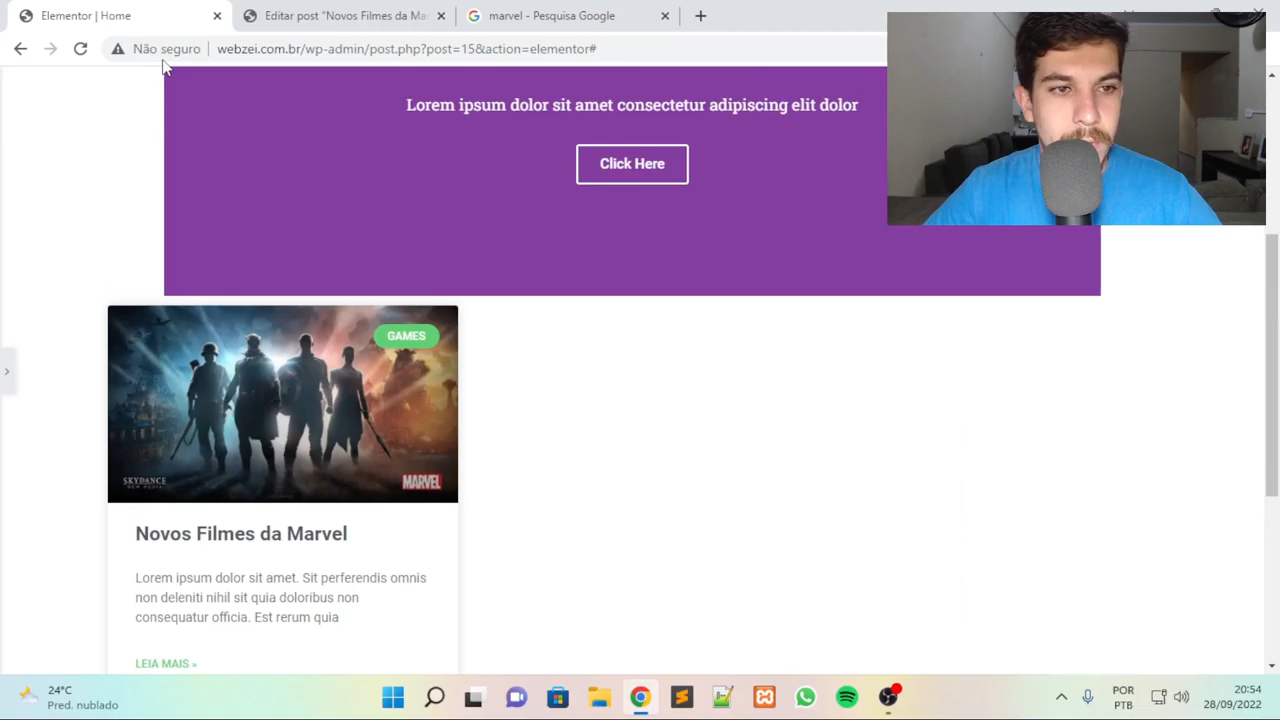 Elementor | Home
Editar post "Novos Filmes da Ma
marvel - Pesquisa Google
Não seguro
webzei.com.br/wp-admin/post.php?post=15&action=elementor#
Lorem ipsum dolor sit amet consectetur adipiscing elit dolor
Click Here
GAMES
SKYDANCE
NEW MEDIA
MARVEL
Novos Filmes da Marvel
Lorem ipsum dolor sit amet. Sit perferendis omnis
non deleniti nihil sit quia doloribus non
consequatur officia. Est rerum quia
LEIA MAIS »
24°C
Pred. nublado
POR
PTB
20:54
28/09/2022